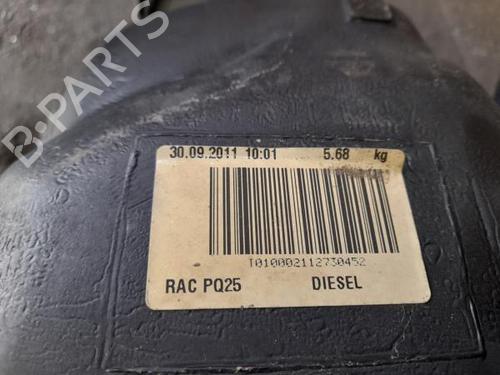 30.09.2011 10:01 5.68 kg
T010002112730452
RAC PQ25 DIESEL
B-PARTS